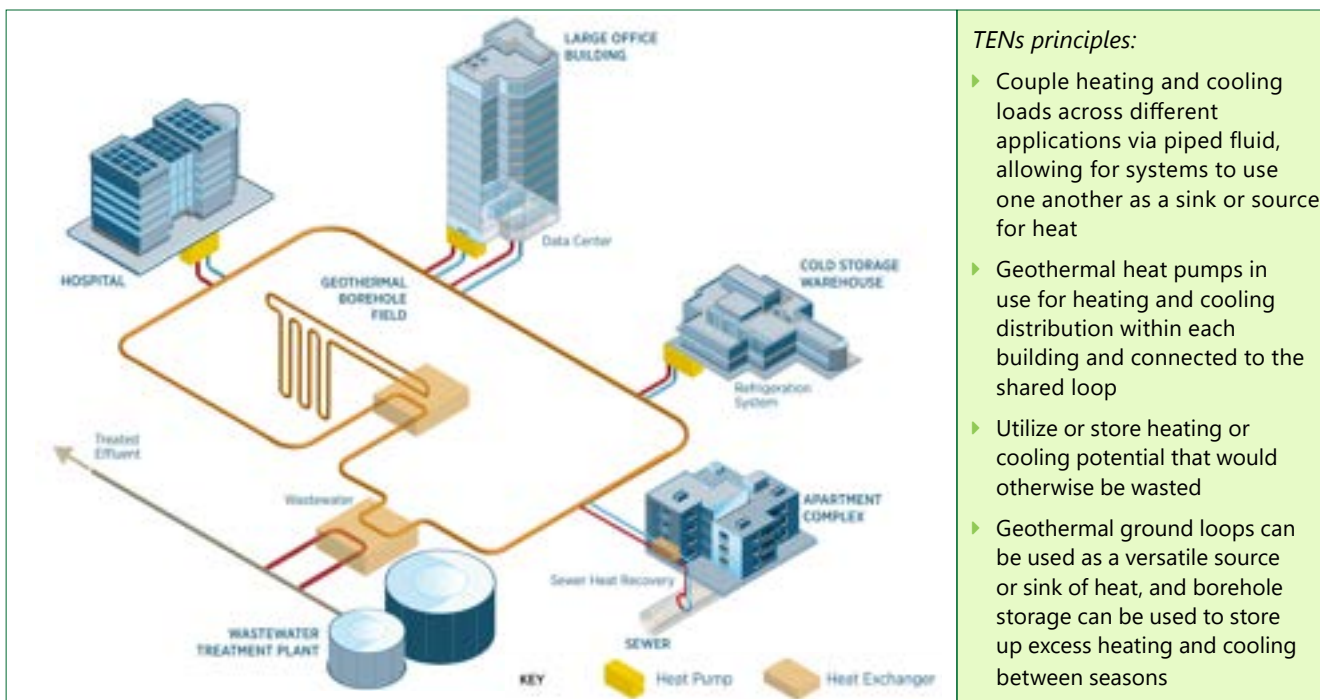 LARGE OFFICE
BUILDING
Data Center
HOSPITAL
GEOTHERMAL
BOREHOLE
FIELD
COLD STORAGE
WAREHOUSE
Refrigeration
System
Treated
Effluent
Wastewater
APARTMENT
COMPLEX
Sewer Heat Recovery
SEWER
WASTEWATER
TREATMENT PLANT
KEY
Heat Pump
Heat Exchanger
TENs principles:
Couple heating and cooling
loads across different
applications via piped fluid,
allowing for systems to use
one another as a sink or source
for heat
Geothermal heat pumps in
use for heating and cooling
distribution within each
building and connected to the
shared loop
Utilize or store heating or
cooling potential that would
otherwise be wasted
Geothermal ground loops can
be used as a versatile source
or sink of heat, and borehole
storage can be used to store
up excess heating and cooling
between seasons